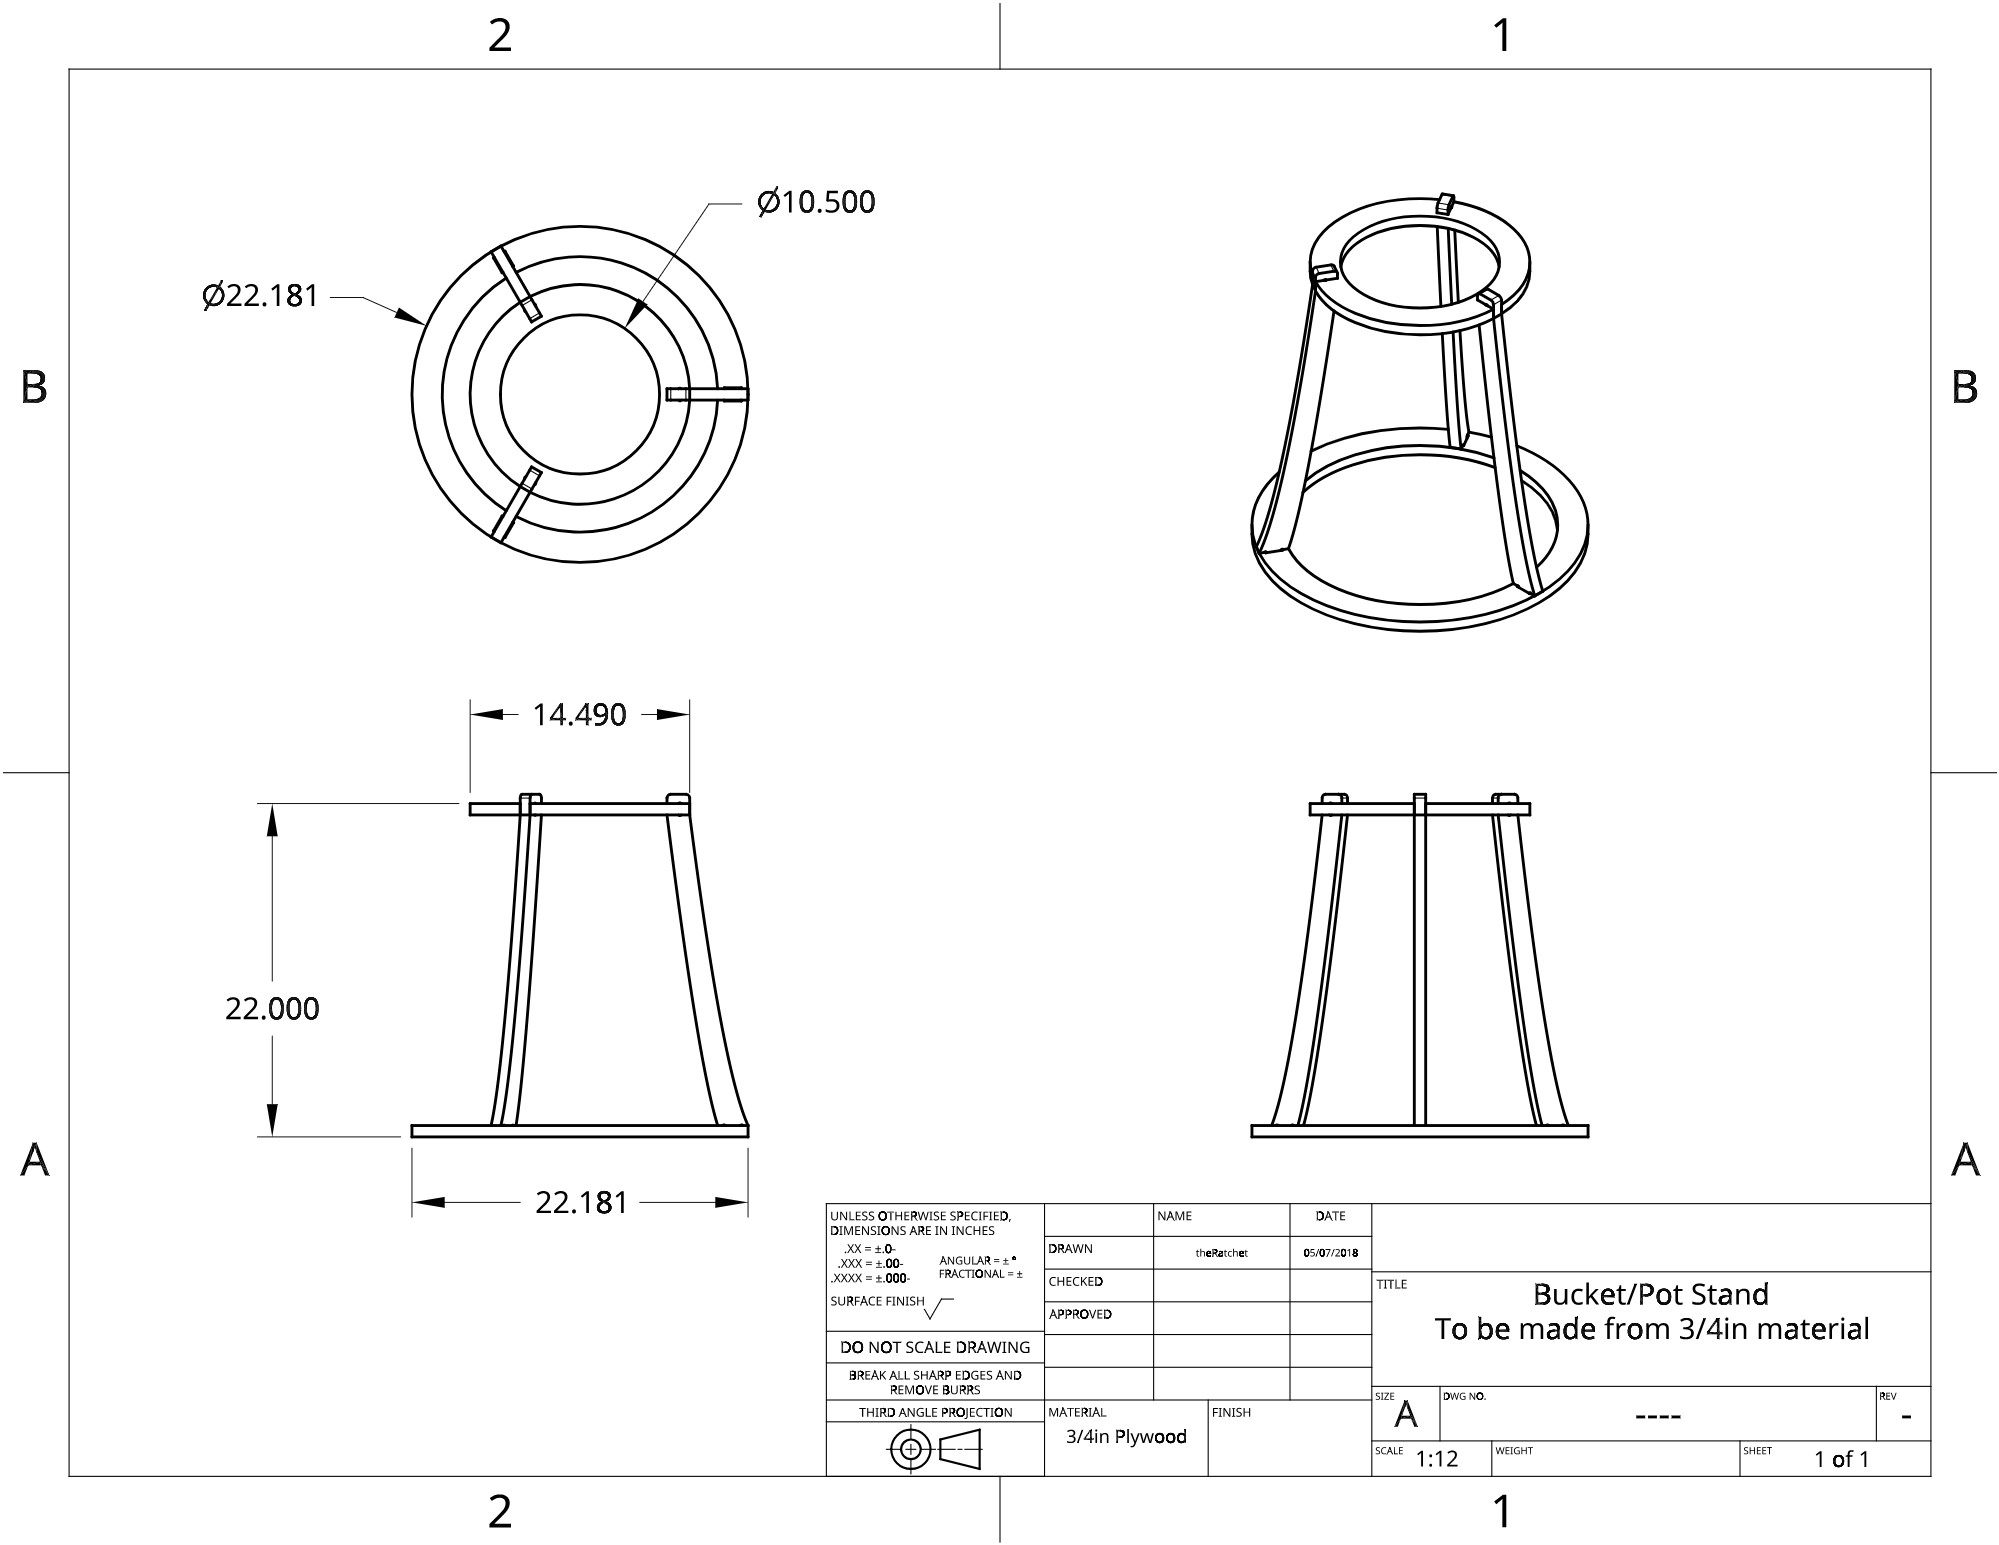 2
1
B
B
A
A
2
1
Ø10.500
Ø22.181
14.490
22.000
22.181
UNLESS OTHERWISE SPECIFIED,
DIMENSIONS ARE IN INCHES
.XX = ±.0-
.XXX = ±.00-
.XXXX = ±.000-
ANGULAR = ± °
FRACTIONAL = ±
SURFACE FINISH
DO NOT SCALE DRAWING
BREAK ALL SHARP EDGES AND
REMOVE BURRS
THIRD ANGLE PROJECTION
NAME
DATE
DRAWN
theRatchet
05/07/2018
CHECKED
APPROVED
MATERIAL
3/4in Plywood
FINISH
TITLE
Bucket/Pot Stand
To be made from 3/4in material
SIZE
A
DWG NO.
----
REV
-
SCALE
1:12
WEIGHT
SHEET
1 of 1